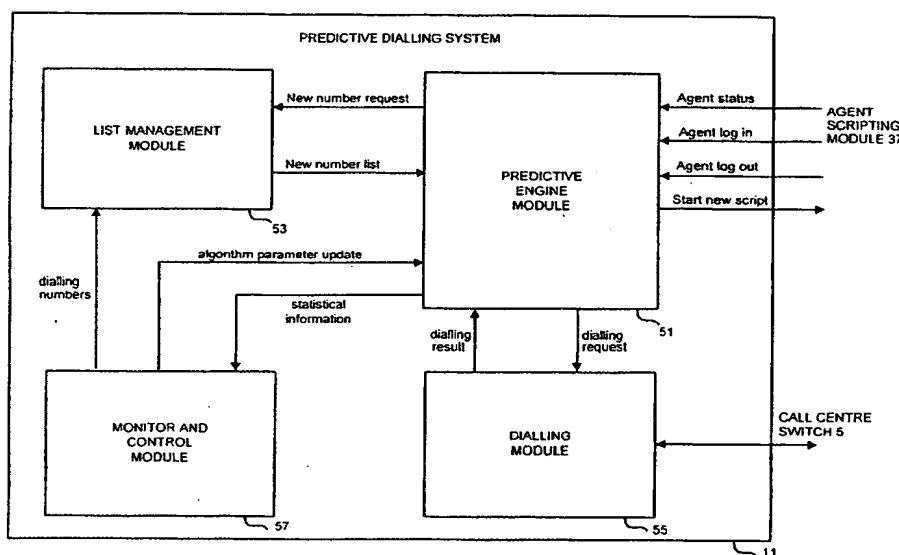 PREDICTIVE DIALLING SYSTEM
LIST MANAGEMENT
MODULE
53
New number request
New number list
PREDICTIVE
ENGINE
MODULE
51
Agent status
Agent log in
Agent log out
Start new script
AGENT
SCRIPTING
MODULE 37
dialling
numbers
algorithm parameter update
statistical
information
dialling
result
dialling
request
MONITOR AND
CONTROL
MODULE
57
DIALLING
MODULE
55
CALL CENTRE
SWITCH 5
11